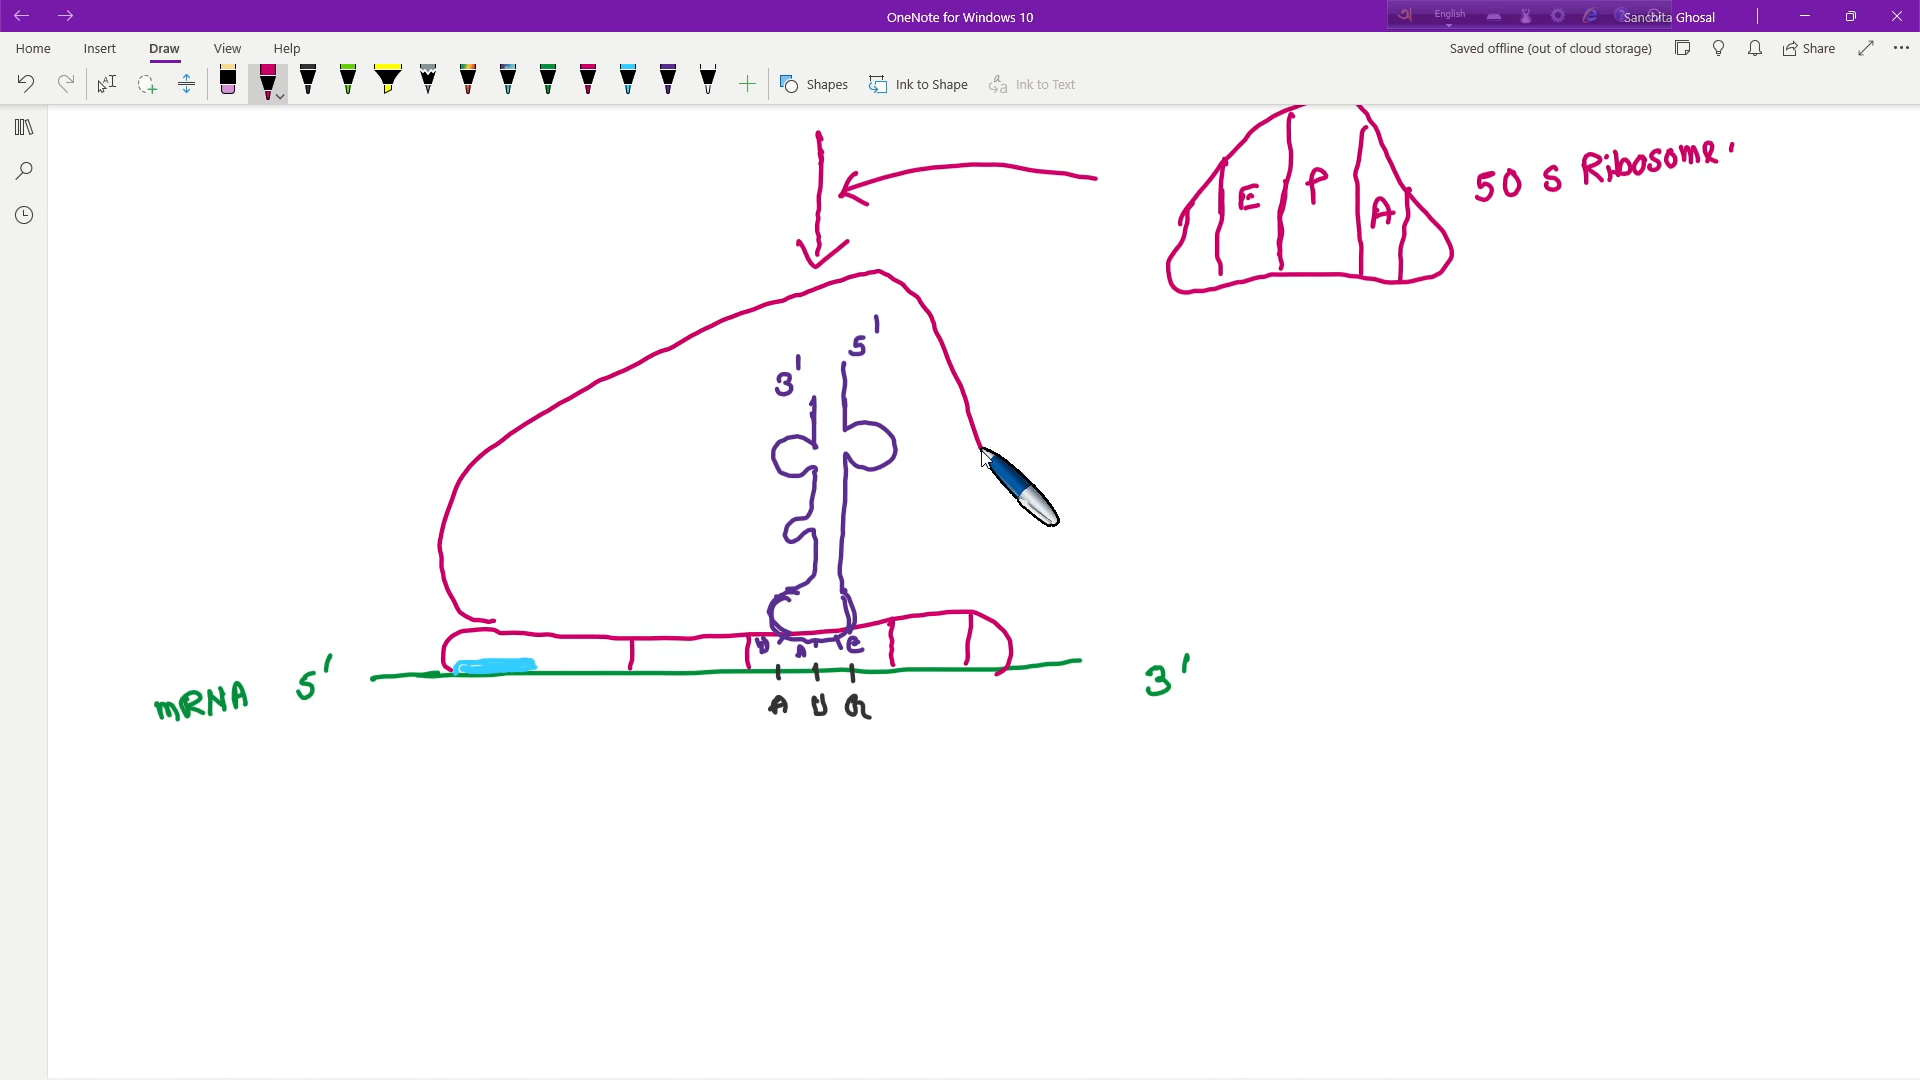 OneNote for Windows 10
English
Sanchita Ghosal
Home Insert Draw View Help
Saved offline (out of cloud storage)
Share
Shapes
Ink to Shape
Ink to Text
E P A
50 S Ribosome
3' 5'
U A C
mRNA 5' 3'
A U G